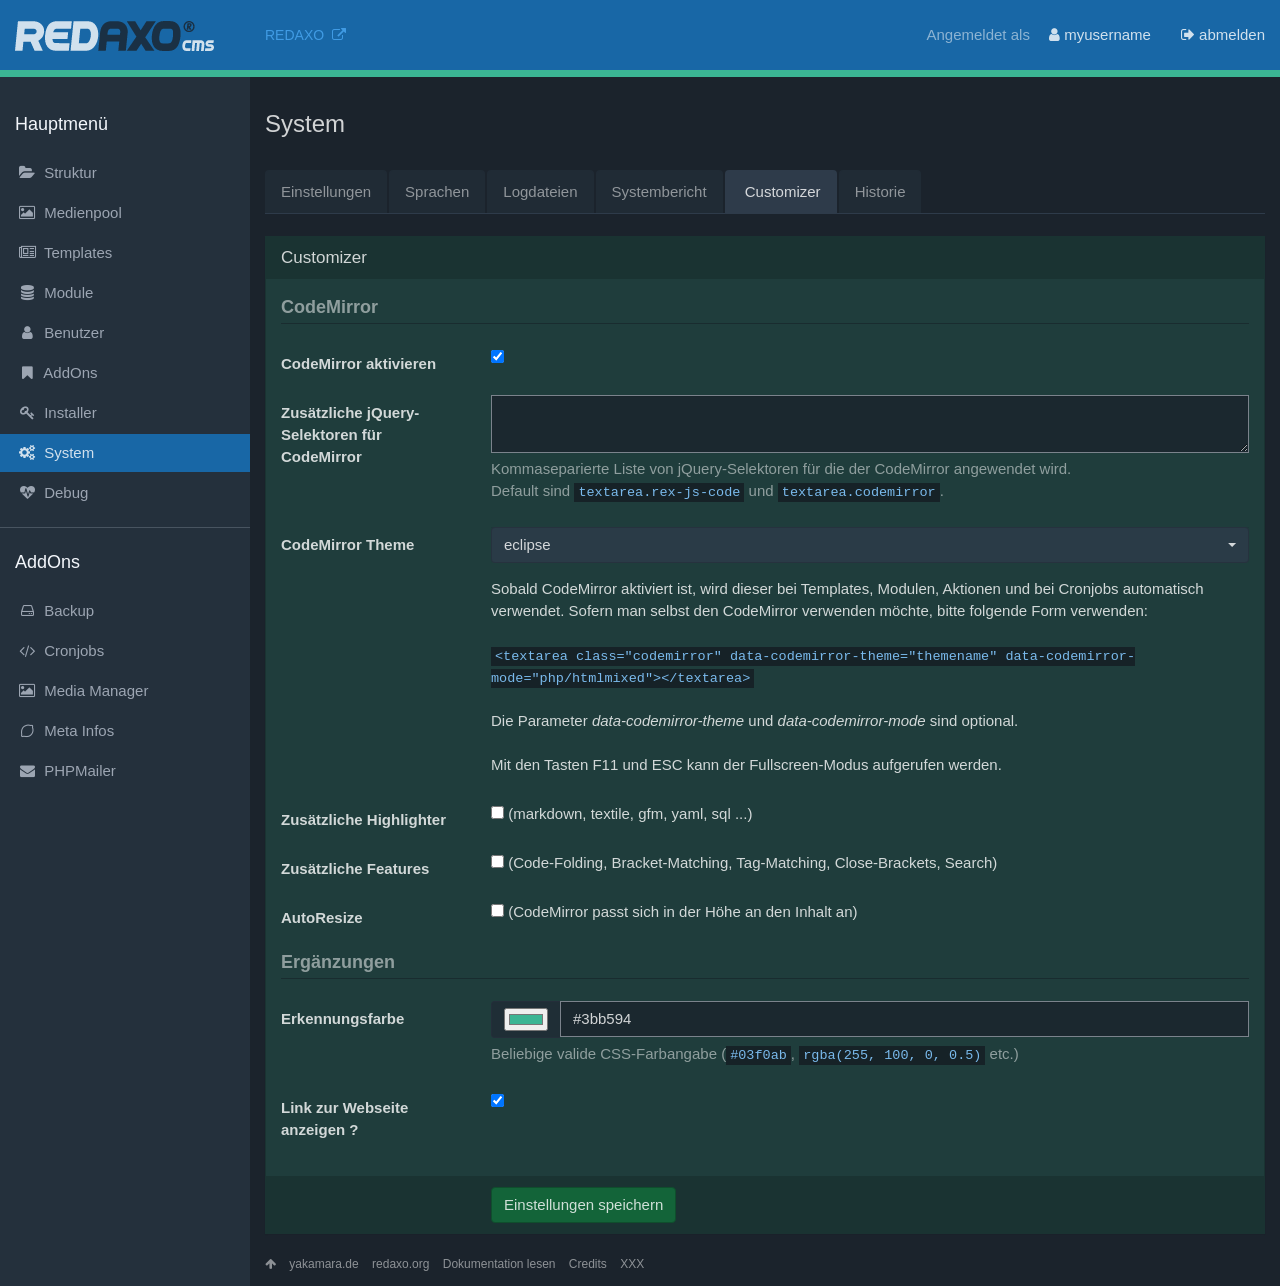 REDAXO® cms
REDAXO
Angemeldet als myusername abmelden
Hauptmenü
Struktur
Medienpool
Templates
Module
Benutzer
AddOns
Installer
System
Debug
AddOns
Backup
Cronjobs
Media Manager
Meta Infos
PHPMailer
System
Einstellungen Sprachen Logdateien Systembericht Customizer Historie
Customizer
CodeMirror
CodeMirror aktivieren
Zusätzliche jQuery-
Selektoren für
CodeMirror
Kommaseparierte Liste von jQuery-Selektoren für die der CodeMirror angewendet wird.
Default sind textarea.rex-js-code und textarea.codemirror.
CodeMirror Theme
eclipse
Sobald CodeMirror aktiviert ist, wird dieser bei Templates, Modulen, Aktionen und bei Cronjobs automatisch
verwendet. Sofern man selbst den CodeMirror verwenden möchte, bitte folgende Form verwenden:
<textarea class="codemirror" data-codemirror-theme="themename" data-codemirror-
mode="php/htmlmixed"></textarea>
Die Parameter data-codemirror-theme und data-codemirror-mode sind optional.
Mit den Tasten F11 und ESC kann der Fullscreen-Modus aufgerufen werden.
Zusätzliche Highlighter
(markdown, textile, gfm, yaml, sql ...)
Zusätzliche Features
(Code-Folding, Bracket-Matching, Tag-Matching, Close-Brackets, Search)
AutoResize
(CodeMirror passt sich in der Höhe an den Inhalt an)
Ergänzungen
Erkennungsfarbe
#3bb594
Beliebige valide CSS-Farbangabe (#03f0ab, rgba(255, 100, 0, 0.5) etc.)
Link zur Webseite
anzeigen ?
Einstellungen speichern
yakamara.de redaxo.org Dokumentation lesen Credits XXX